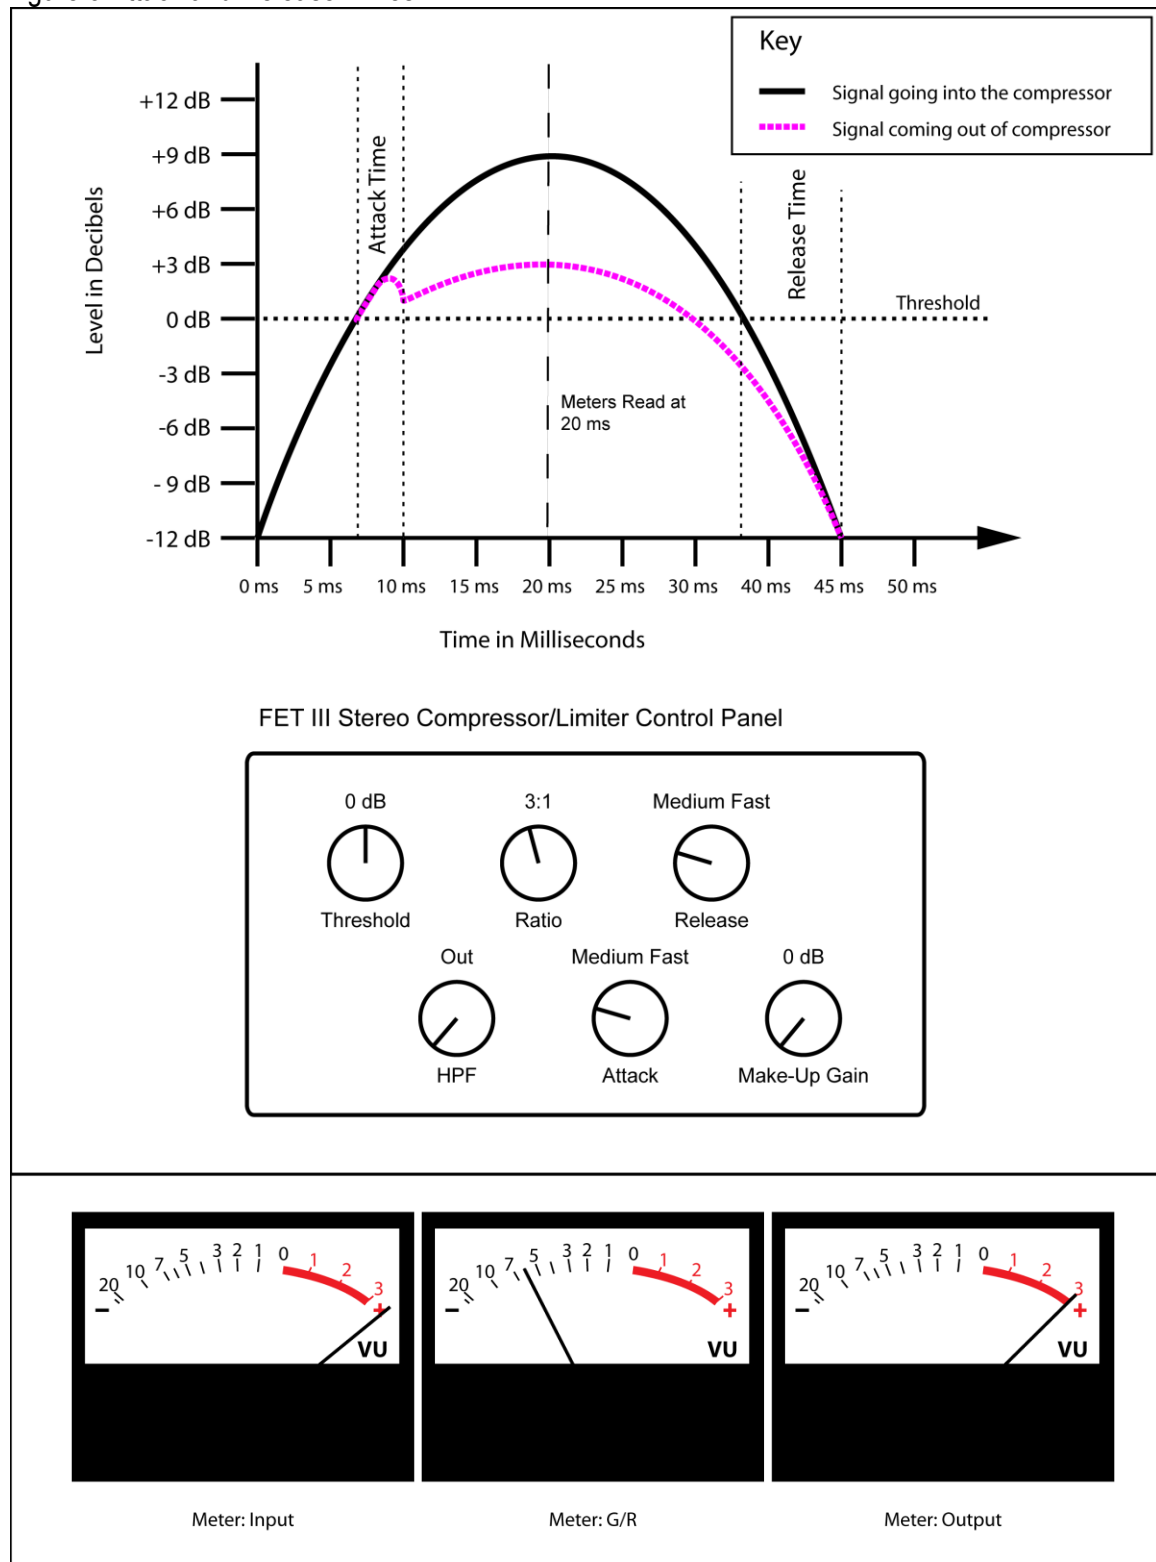 Key
Signal going into the compressor
Signal coming out of compressor
+12 dB
+9 dB
+6 dB
+3 dB
0 dB
-3 dB
-6 dB
- 9 dB
-12 dB
Level in Decibels
Attack Time
Release Time
Threshold
Meters Read at
20 ms
0 ms 5 ms 10 ms 15 ms 20 ms 25 ms 30 ms 40 ms 45 ms 50 ms
Time in Milliseconds
FET III Stereo Compressor/Limiter Control Panel
0 dB 3:1 Medium Fast
Threshold Ratio Release
Out Medium Fast 0 dB
HPF Attack Make-Up Gain
20 10 7 5 3 2 1 0 1 2 3
- +
VU
20 10 7 5 3 2 1 0 1 2 3
- +
VU
20 10 7 5 3 2 1 0 1 2 3
- +
VU
Meter: Input Meter: G/R Meter: Output